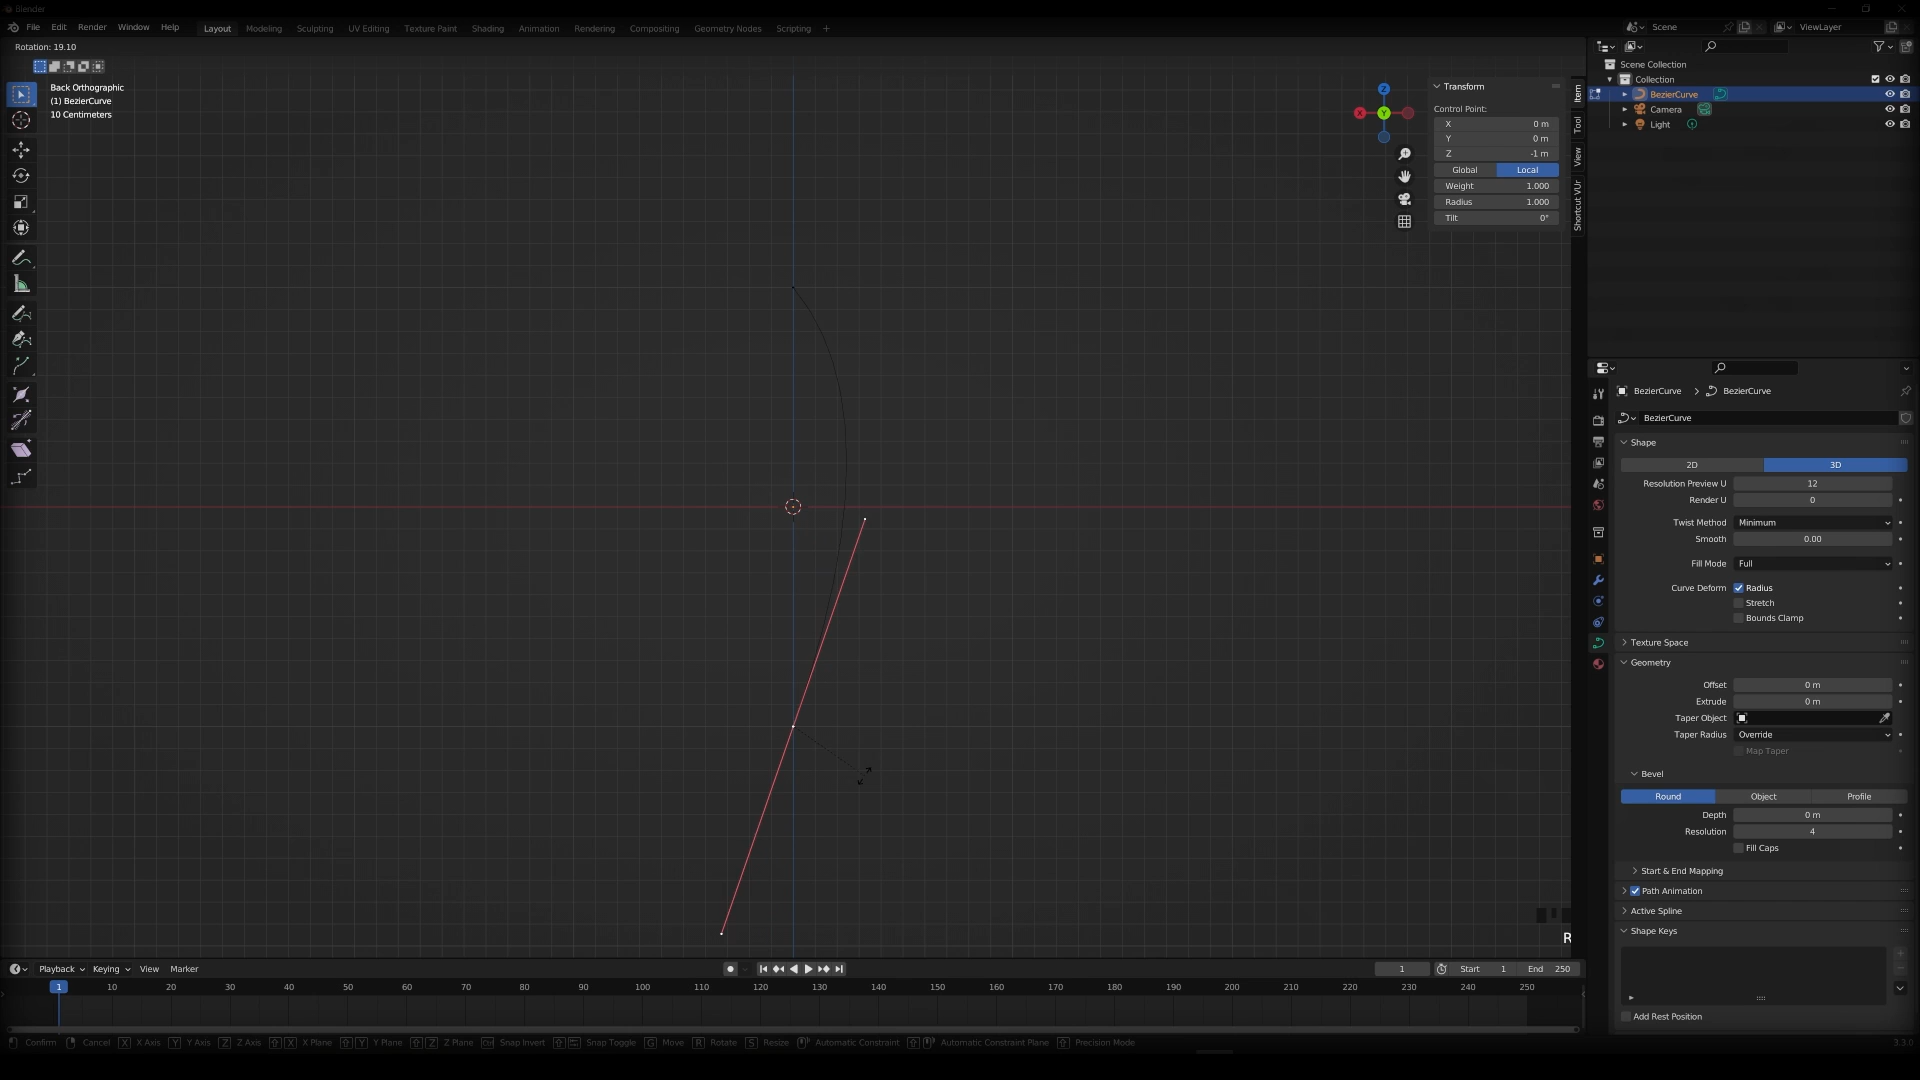 Blender
File Edit Render Window Help Layout Modeling Sculpting UV Editing Texture Paint Shading Animation Rendering Compositing Geometry Nodes Scripting + Scene ViewLayer
Rotation: 19.10
Back Orthographic
(1) BezierCurve
10 Centimeters
Z
X
Y
Transform
Control Point:
X 0 m
Y 0 m
Z -1 m
Global Local
Weight 1.000
Radius 1.000
Tilt 0°
Item
Tool
View
Shortcut VUr
Scene Collection
Collection
BezierCurve
Camera
Light
BezierCurve > BezierCurve
BezierCurve
Shape
2D 3D
Resolution Preview U 12
Render U 0
Twist Method Minimum
Smooth 0.00
Fill Mode Full
Curve Deform Radius
Stretch
Bounds Clamp
Texture Space
Geometry
Offset 0 m
Extrude 0 m
Taper Object
Taper Radius Override
Map Taper
Bevel
Round Object Profile
Depth 0 m
Resolution 4
Fill Caps
Start & End Mapping
Path Animation
Active Spline
Shape Keys
Add Rest Position
R
Playback Keying View Marker 1 Start 1 End 250
1 10 20 30 40 50 60 70 80 90 100 110 120 130 140 150 160 170 180 190 200 210 220 230 240 250
Confirm Cancel X X Axis Y Y Axis Z Z Axis X X Plane Y Y Plane Z Z Plane Snap Invert Snap Toggle G Move R Rotate S Resize Automatic Constraint Automatic Constraint Plane Precision Mode 3.3.0